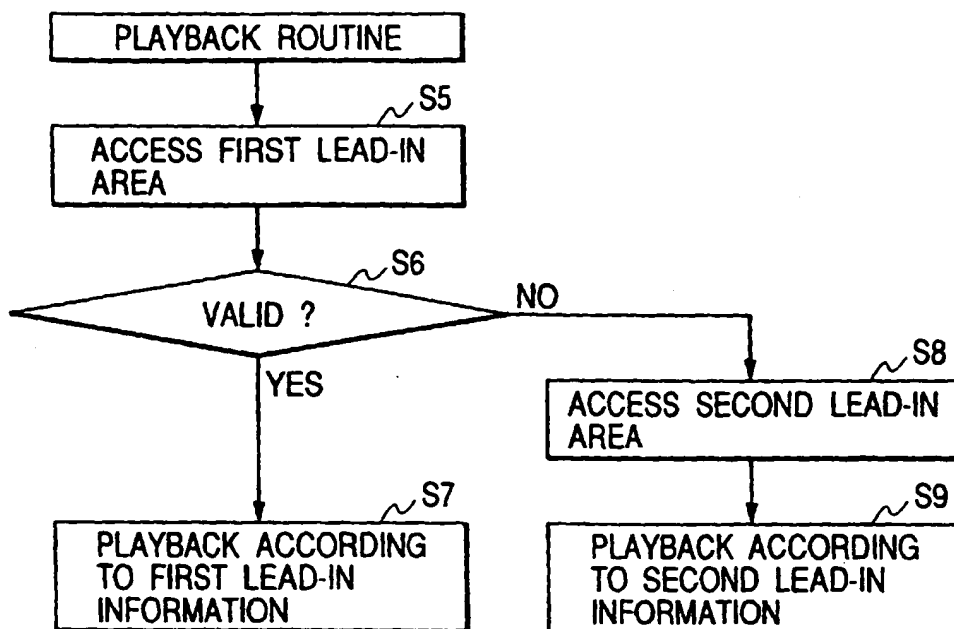 PLAYBACK ROUTINE
S5
ACCESS FIRST LEAD-IN
AREA
S6
VALID ?
NO
YES
S8
ACCESS SECOND LEAD-IN
AREA
S7
PLAYBACK ACCORDING
TO FIRST LEAD-IN
INFORMATION
S9
PLAYBACK ACCORDING
TO SECOND LEAD-IN
INFORMATION